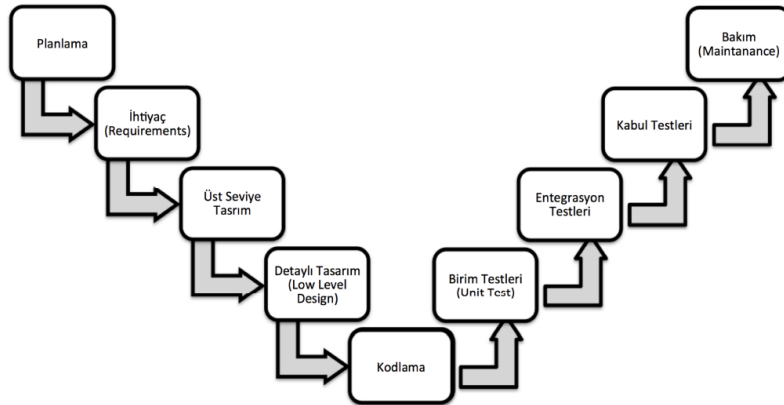 Planlama
İhtiyaç
(Requirements)
Üst Seviye
Tasrım
Detaylı Tasarım
(Low Level
Design)
Kodlama
Birim Testleri
(Unit Test)
Entegrasyon
Testleri
Kabul Testleri
Bakım
(Maintanance)